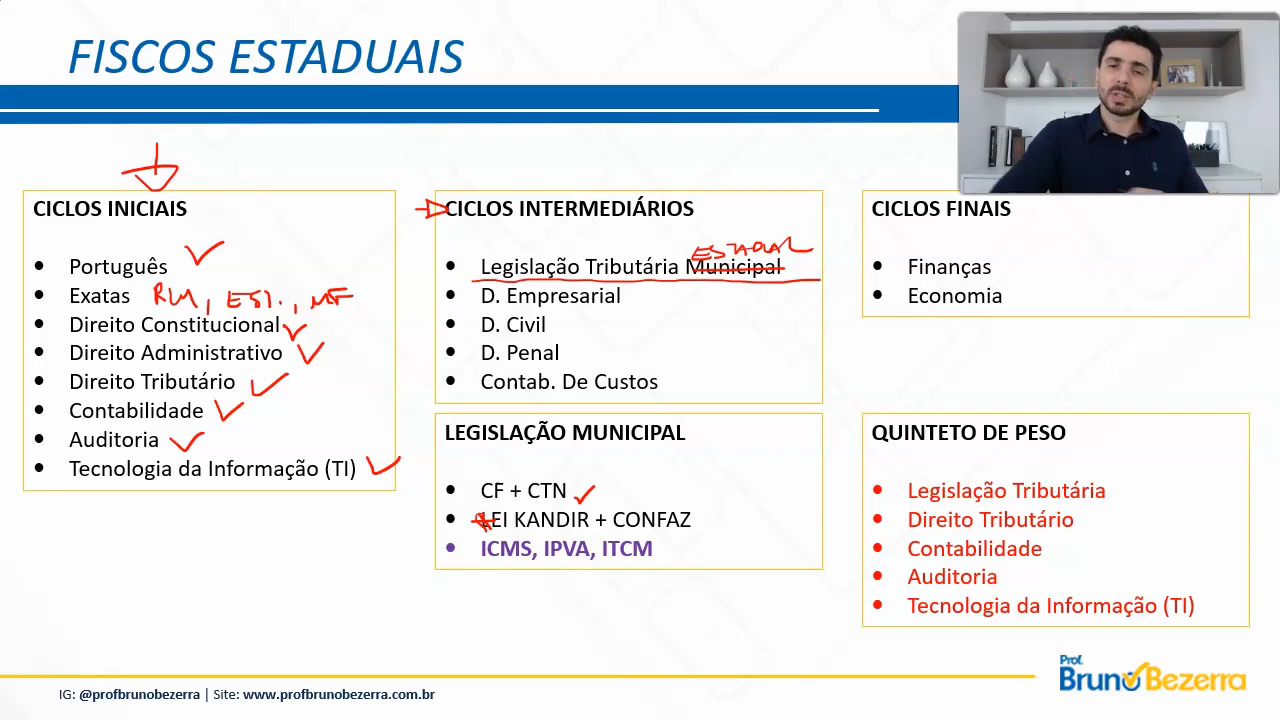 FISCOS ESTADUAIS
CICLOS INICIAIS
• Português
• Exatas RLM, EST., MF
• Direito Constitucional
• Direito Administrativo
• Direito Tributário
• Contabilidade
• Auditoria
• Tecnologia da Informação (TI)
CICLOS INTERMEDIÁRIOS
ESTADUAL
• Legislação Tributária Municipal
• D. Empresarial
• D. Civil
• D. Penal
• Contab. De Custos
LEGISLAÇÃO MUNICIPAL
• CF + CTN
• LEI KANDIR + CONFAZ
• ICMS, IPVA, ITCM
CICLOS FINAIS
• Finanças
• Economia
QUINTETO DE PESO
• Legislação Tributária
• Direito Tributário
• Contabilidade
• Auditoria
• Tecnologia da Informação (TI)
IG: @profbrunobezerra | Site: www.profbrunobezerra.com.br
Prof.
Bruno Bezerra